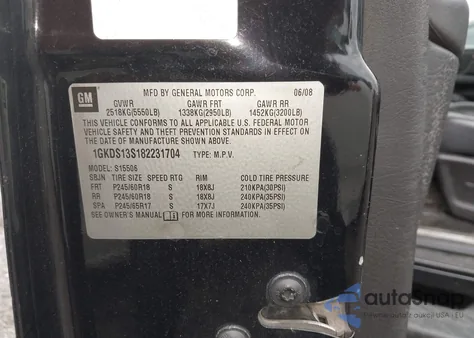 GM
MFD BY GENERAL MOTORS CORP. 06/08
GVWR GAWR FRT GAWR RR
2518KG(5550LB) 1338KG(2950LB) 1452KG(3200LB)
THIS VEHICLE CONFORMS TO ALL APPLICABLE U.S. FEDERAL MOTOR
VEHICLE SAFETY AND THEFT PREVENTION STANDARDS IN EFFECT ON
THE DATE OF MANUFACTURE SHOWN ABOVE.
1GKDS13S182231704 TYPE: M.P.V.
MODEL: S15506
SBJN TIRE SIZE SPEED RTG RIM COLD TIRE PRESSURE
FRT P245/60R18 S 18X8J 210KPA(30PSI)
RR P245/60R18 S 18X8J 240KPA(35PSI)
SPA P245/65R17 S 17X7J 240KPA(35PSI)
SEE OWNER'S MANUAL i FOR MORE INFORMATION.
autosnap